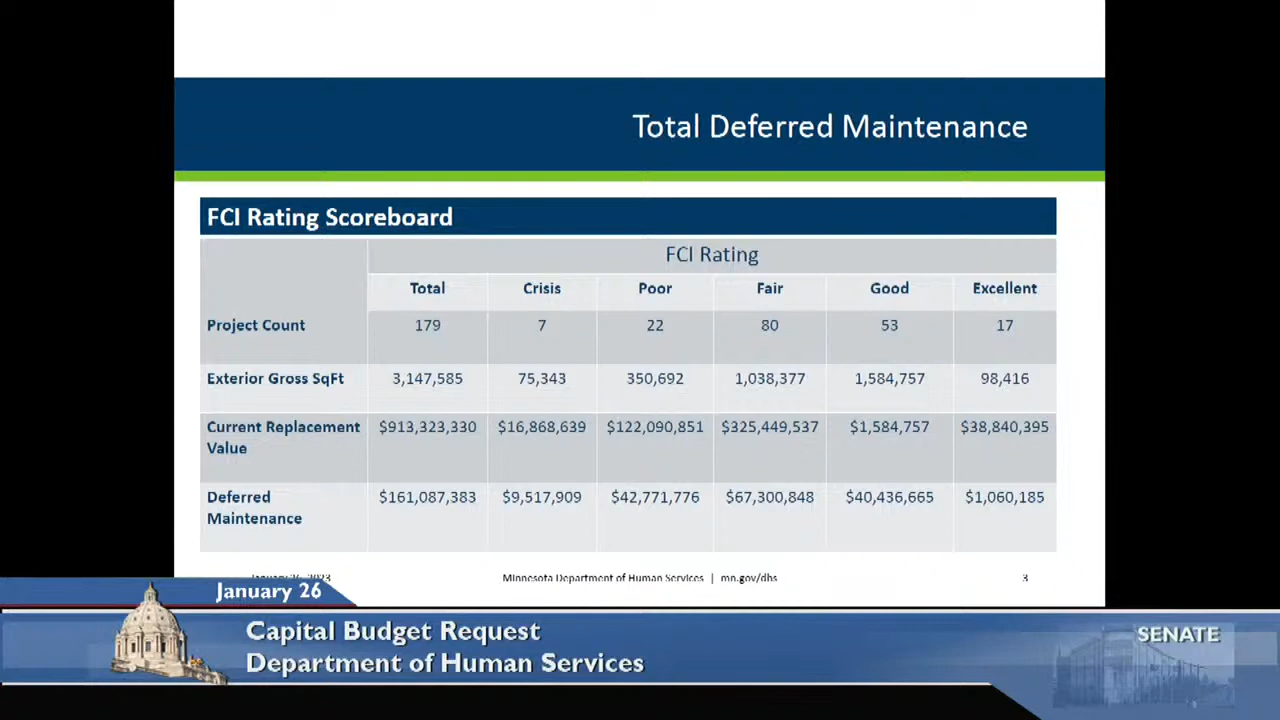 Total Deferred Maintenance
FCI Rating Scoreboard
FCI Rating
Total Crisis Poor Fair Good Excellent
Project Count 179 7 22 80 53 17
Exterior Gross SqFt 3,147,585 75,343 350,692 1,038,377 1,584,757 98,416
Current Replacement Value $913,323,330 $16,868,639 $122,090,851 $325,449,537 $1,584,757 $38,840,395
Deferred Maintenance $161,087,383 $9,517,909 $42,771,776 $67,300,848 $40,436,665 $1,060,185
January 26, 2023 Minnesota Department of Human Services | mn.gov/dhs 3
January 26
Capital Budget Request
Department of Human Services
SENATE